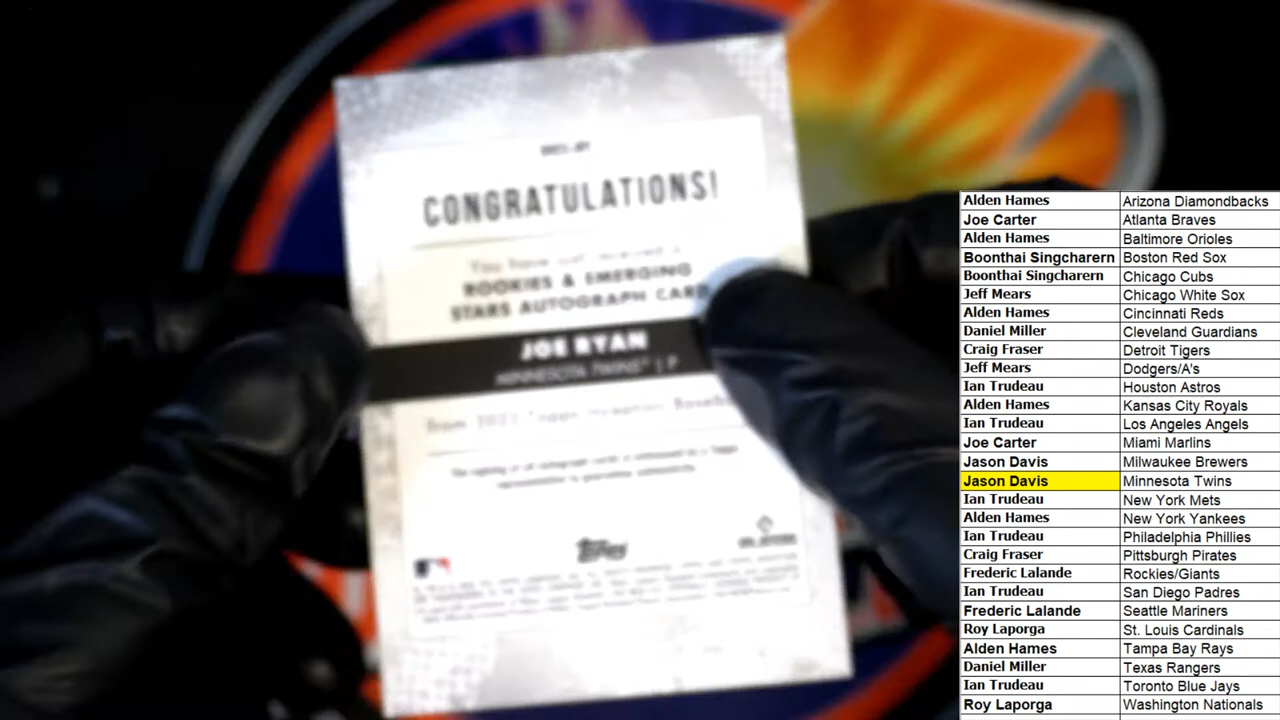 CONGRATULATIONS!
You have just received a
ROOKIES & EMERGING
STARS AUTOGRAPH CARD
JOE RYAN
MINNESOTA TWINS™ | P
Topps
Alden Hames Arizona Diamondbacks
Joe Carter Atlanta Braves
Alden Hames Baltimore Orioles
Boonthai Singcharern Boston Red Sox
Boonthai Singcharern Chicago Cubs
Jeff Mears Chicago White Sox
Alden Hames Cincinnati Reds
Daniel Miller Cleveland Guardians
Craig Fraser Detroit Tigers
Jeff Mears Dodgers/A's
Ian Trudeau Houston Astros
Alden Hames Kansas City Royals
Ian Trudeau Los Angeles Angels
Joe Carter Miami Marlins
Jason Davis Milwaukee Brewers
Jason Davis Minnesota Twins
Ian Trudeau New York Mets
Alden Hames New York Yankees
Ian Trudeau Philadelphia Phillies
Craig Fraser Pittsburgh Pirates
Frederic Lalande Rockies/Giants
Ian Trudeau San Diego Padres
Frederic Lalande Seattle Mariners
Roy Laporga St. Louis Cardinals
Alden Hames Tampa Bay Rays
Daniel Miller Texas Rangers
Ian Trudeau Toronto Blue Jays
Roy Laporga Washington Nationals